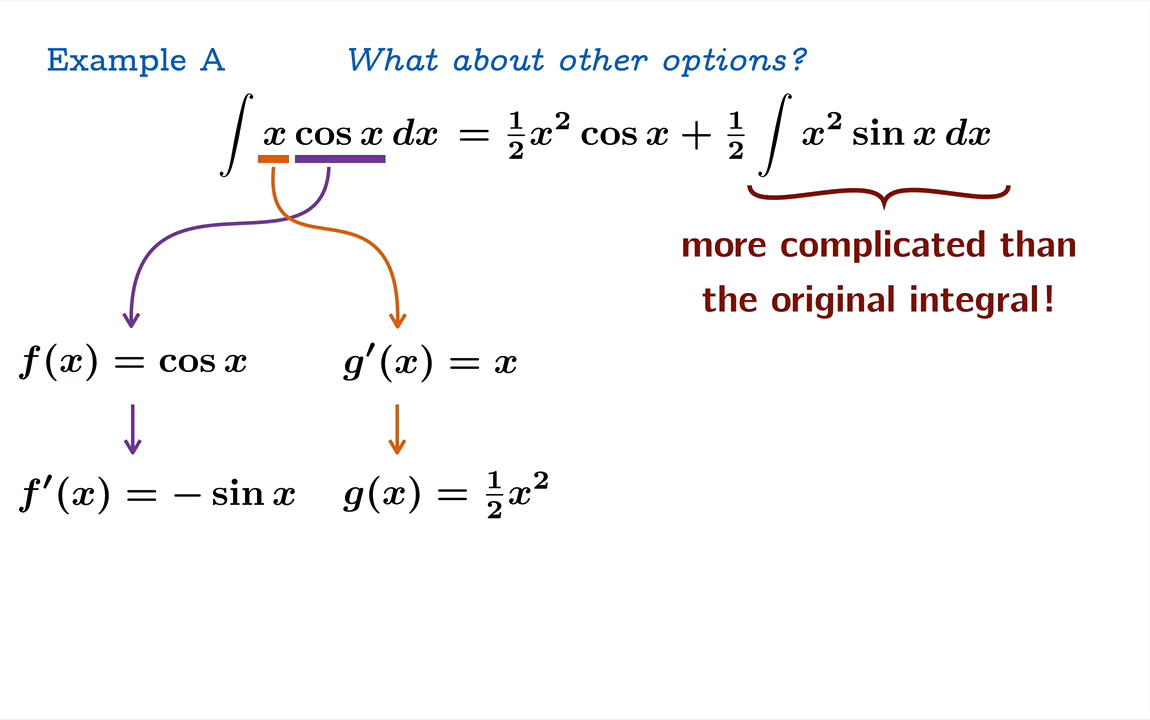 Example A What about other options?
∫ x cos x dx = ½x² cos x + ½ ∫ x² sin x dx
more complicated than
the original integral!
f(x) = cos x g′(x) = x
f′(x) = − sin x g(x) = ½x²